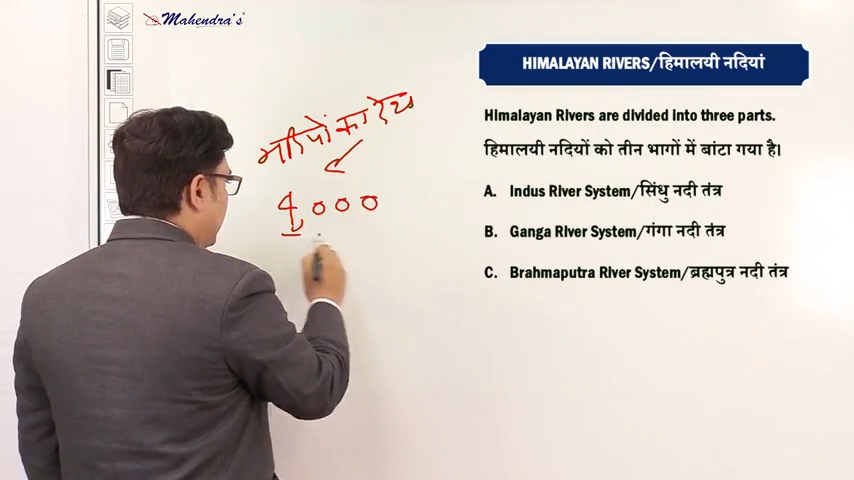 Mahendra's
HIMALAYAN RIVERS/हिमालयी नदियां
Himalayan Rivers are divided into three parts.
हिमालयी नदियों को तीन भागों में बांटा गया है।
A. Indus River System/सिंधु नदी तंत्र
B. Ganga River System/गंगा नदी तंत्र
C. Brahmaputra River System/ब्रह्मपुत्र नदी तंत्र
का देश
4000